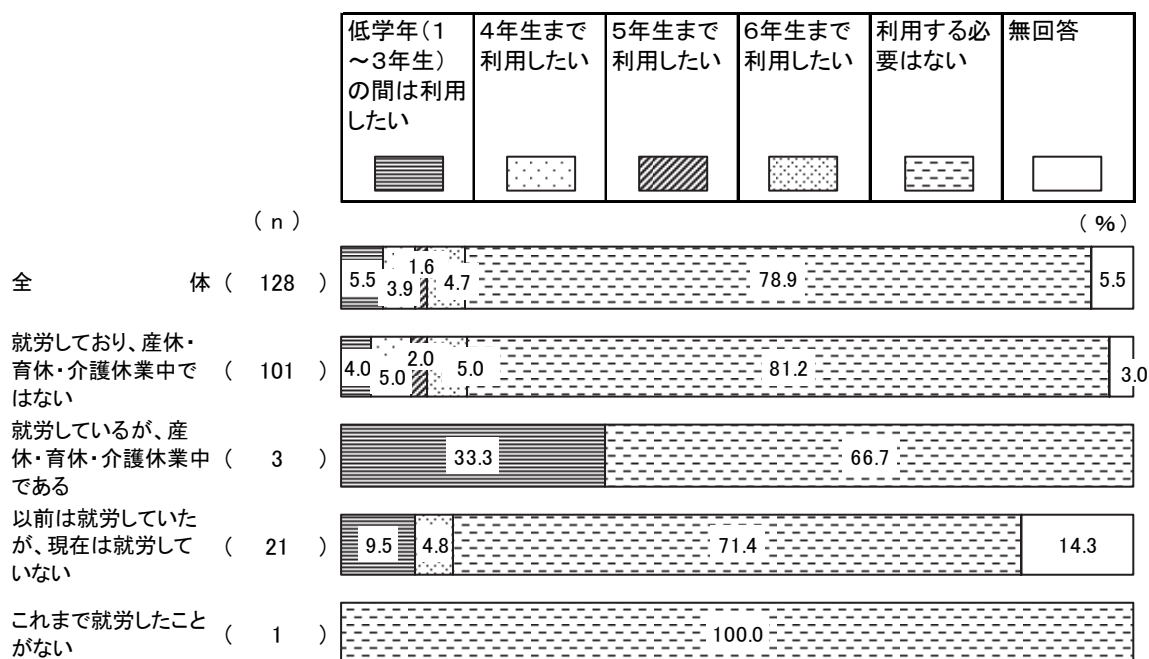 低学年(1～3年生)の間は利用したい
4年生まで利用したい
5年生まで利用したい
6年生まで利用したい
利用する必要はない
無回答
(n)
(%)
全体(128)
5.5 3.9 1.6 4.7 78.9 5.5
就労しており、産休・
育休・介護休業中で(101)
はない
4.0 5.0 2.0 5.0 81.2 3.0
就労しているが、産
休・育休・介護休業中(3)
である
33.3 66.7
以前は就労していた
が、現在は就労して(21)
いない
9.5 4.8 71.4 14.3
これまで就労したこと
がない(1)
100.0